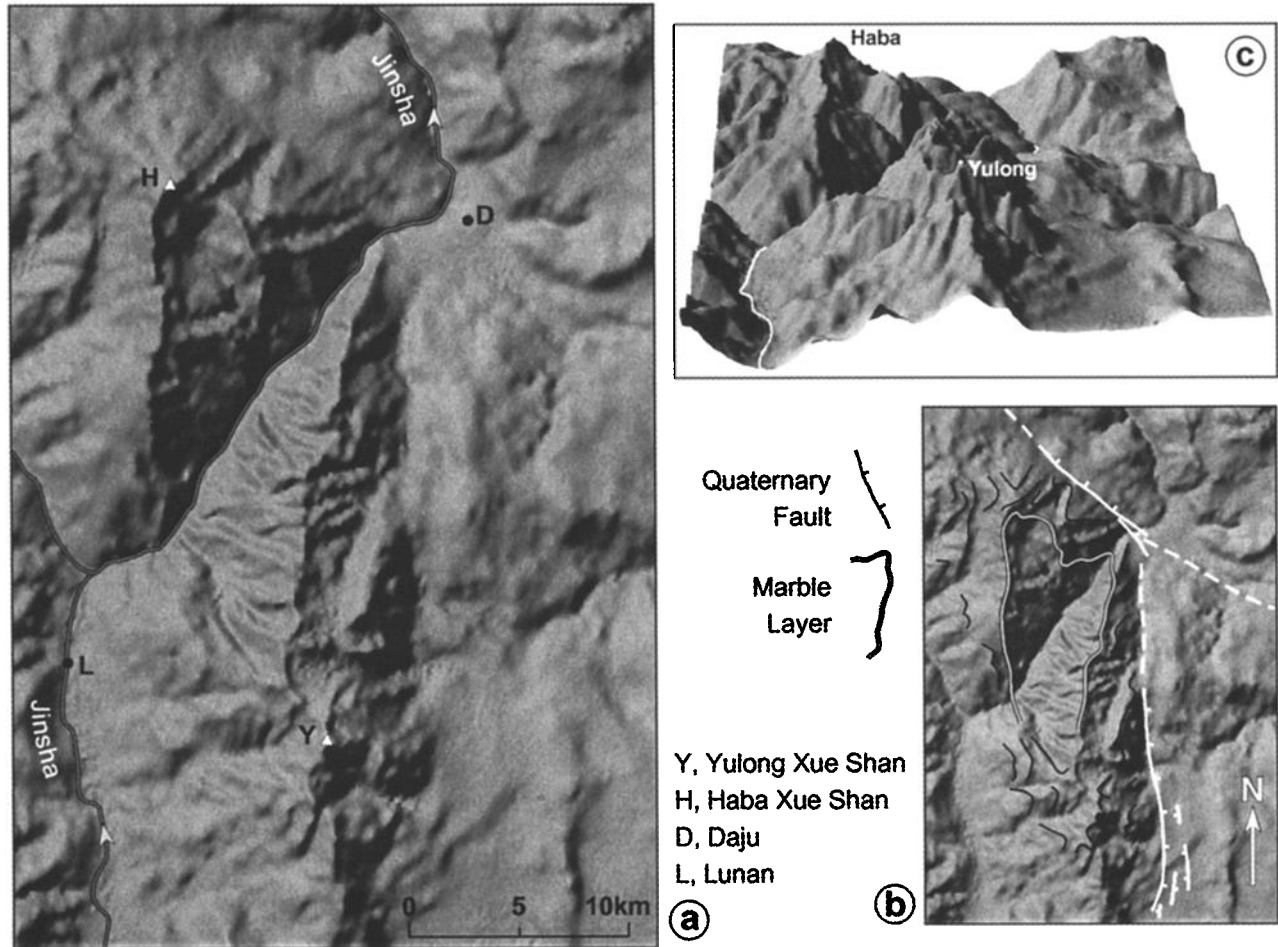 Jinsha
H
D
L
Jinsha
Y
0 5 10km
a
Haba
c
Yulong
Quaternary
Fault
Marble
Layer
Y, Yulong Xue Shan
H, Haba Xue Shan
D, Daju
L, Lunan
N
b